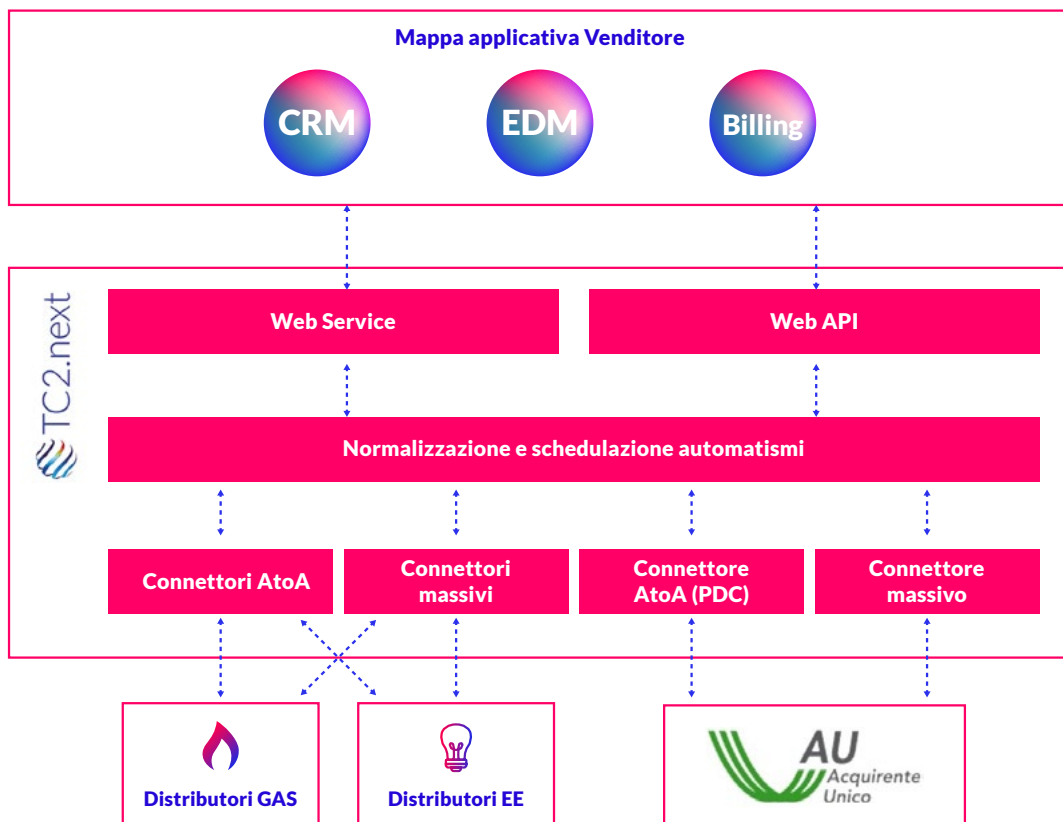 Mappa applicativa Venditore
CRM
EDM
Billing
TC2.next
Web Service
Web API
Normalizzazione e schedulazione automatismi
Connettori AtoA
Connettori
massivi
Connettore
AtoA (PDC)
Connettore
massivo
Distributori GAS
Distributori EE
AU
Acquirente
Unico